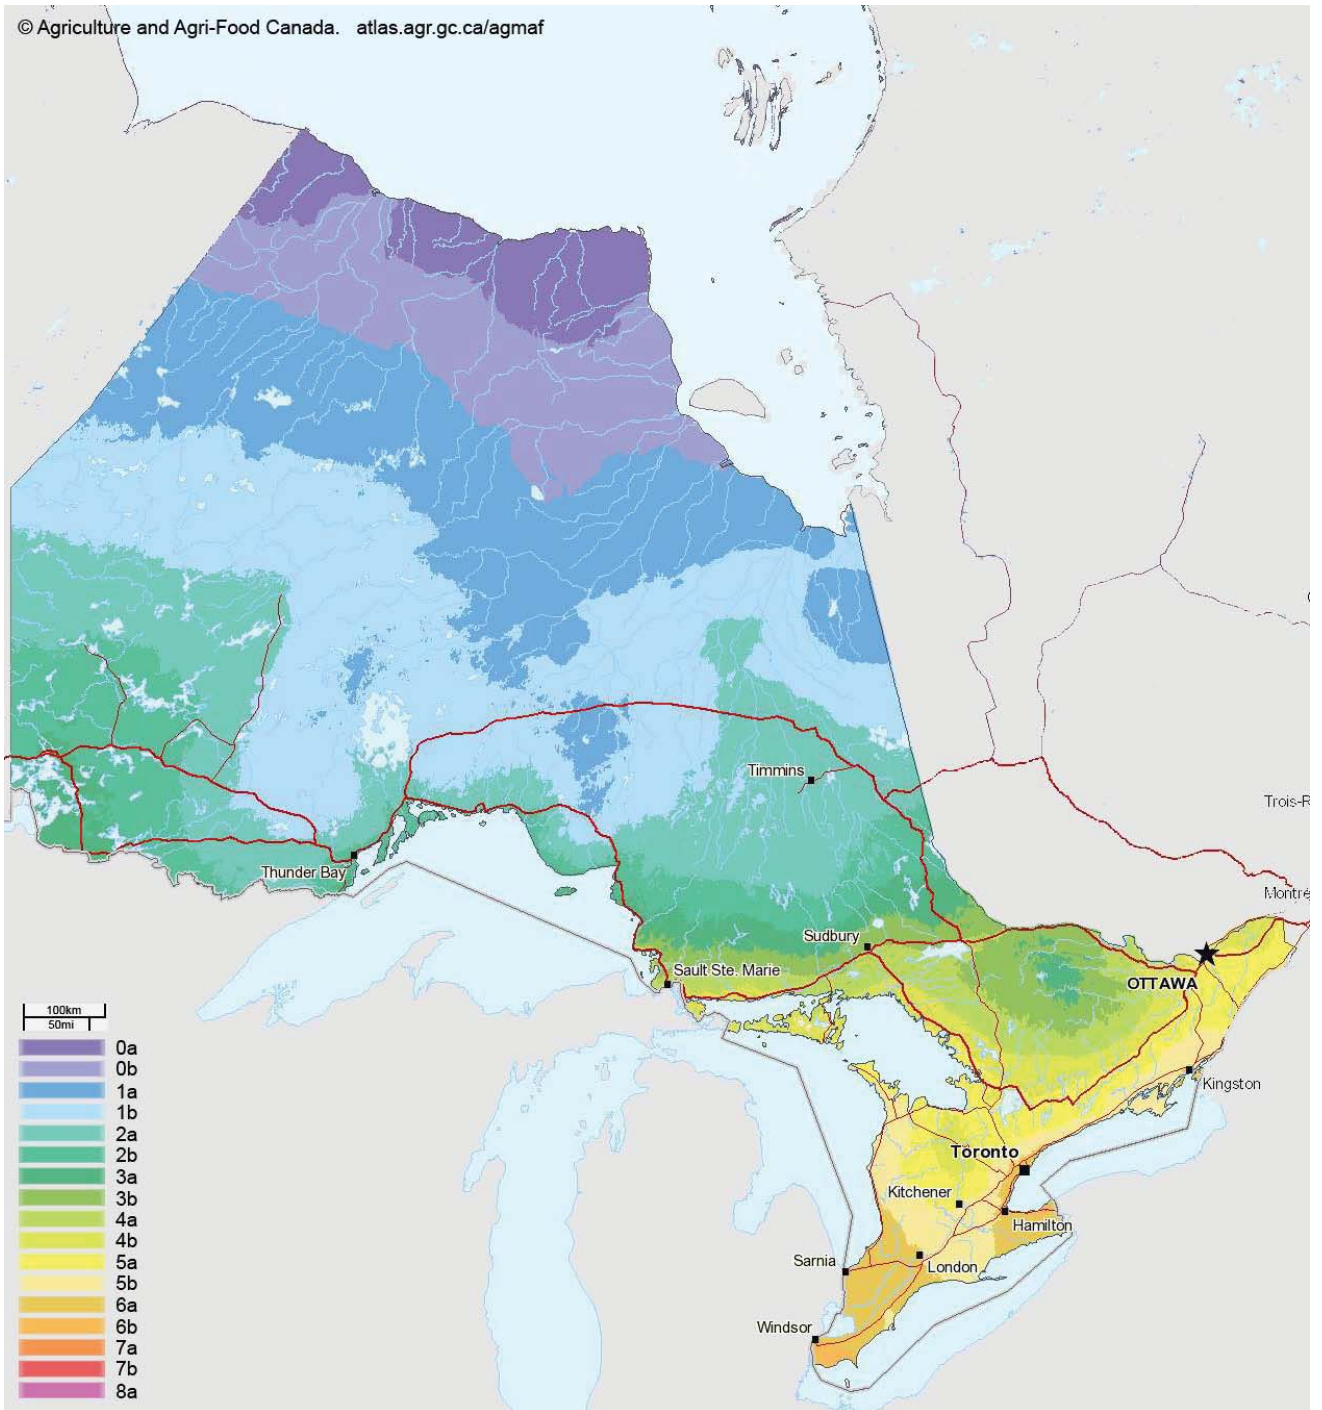 © Agriculture and Agri-Food Canada. atlas.agr.gc.ca/agmaf
Timmins
Trois-R
Thunder Bay
Montré
Sudbury
Sault Ste. Marie
OTTAWA
100km
50mi
0a
0b
1a
Kingston
1b
2a
2b
Toronto
3a
Kitchener
3b
4a
Hamilton
4b
Sarnia
London
5a
5b
6a
Windsor
6b
7a
7b
8a